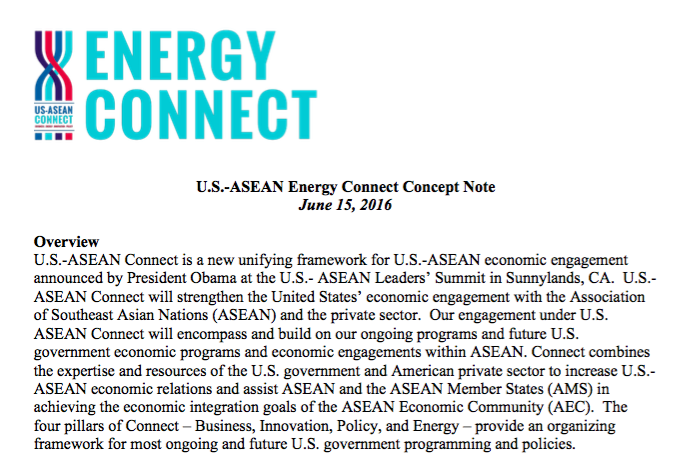 ENERGY
CONNECT
US-ASEAN
CONNECT
U.S.-ASEAN Energy Connect Concept Note
June 15, 2016
Overview
U.S.-ASEAN Connect is a new unifying framework for U.S.-ASEAN economic engagement
announced by President Obama at the U.S.- ASEAN Leaders’ Summit in Sunnylands, CA.  U.S.-
ASEAN Connect will strengthen the United States’ economic engagement with the Association
of Southeast Asian Nations (ASEAN) and the private sector.  Our engagement under U.S.
ASEAN Connect will encompass and build on our ongoing programs and future U.S.
government economic programs and economic engagements within ASEAN. Connect combines
the expertise and resources of the U.S. government and American private sector to increase U.S.-
ASEAN economic relations and assist ASEAN and the ASEAN Member States (AMS) in
achieving the economic integration goals of the ASEAN Economic Community (AEC).  The
four pillars of Connect – Business, Innovation, Policy, and Energy – provide an organizing
framework for most ongoing and future U.S. government programming and policies.